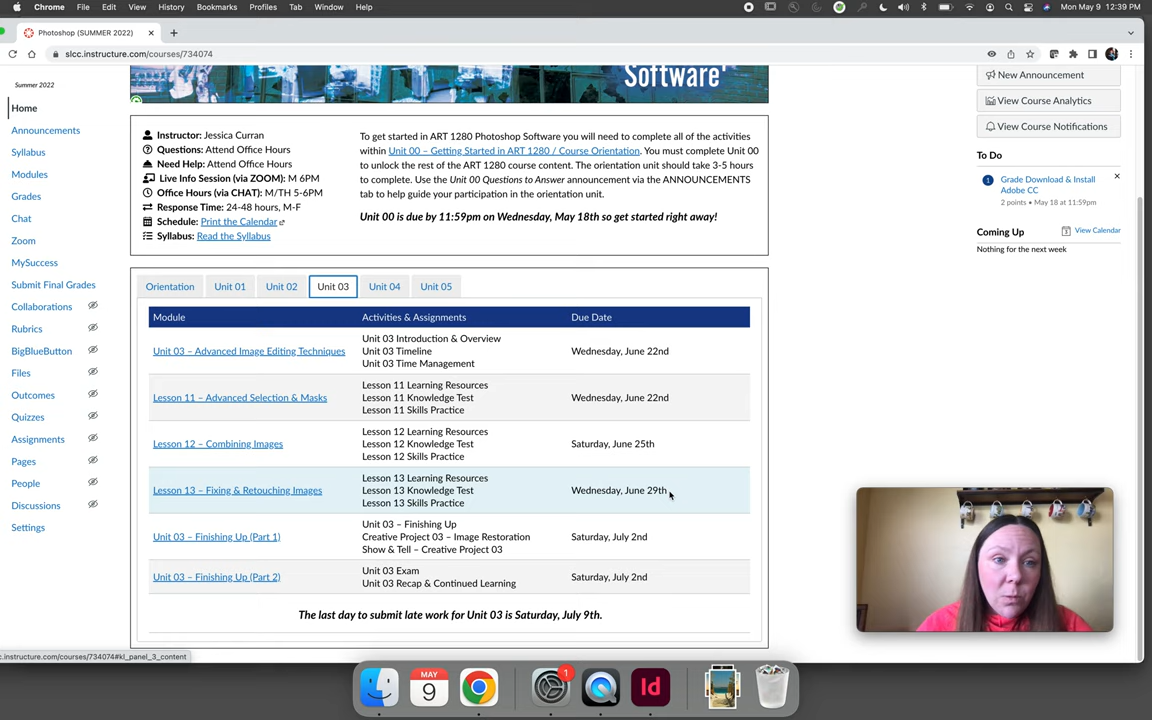 Chrome File Edit View History Bookmarks Profiles Tab Window Help
Mon May 9 12:39 PM
Photoshop (SUMMER 2022)
slcc.instructure.com/courses/734074
Summer 2022
Home
Announcements
Syllabus
Modules
Grades
Chat
Zoom
MySuccess
Submit Final Grades
Collaborations
Rubrics
BigBlueButton
Files
Outcomes
Quizzes
Assignments
Pages
People
Discussions
Settings
Software
Instructor: Jessica Curran
Questions: Attend Office Hours
Need Help: Attend Office Hours
Live Info Session (via ZOOM): M 6PM
Office Hours (via CHAT): M/TH 5-6PM
Response Time: 24-48 hours, M-F
Schedule: Print the Calendar
Syllabus: Read the Syllabus
To get started in ART 1280 Photoshop Software you will need to complete all of the activities
within Unit 00 – Getting Started in ART 1280 / Course Orientation. You must complete Unit 00
to unlock the rest of the ART 1280 course content. The orientation unit should take 3-5 hours
to complete. Use the Unit 00 Questions to Answer announcement via the ANNOUNCEMENTS
tab to help guide your participation in the orientation unit.
Unit 00 is due by 11:59pm on Wednesday, May 18th so get started right away!
Orientation Unit 01 Unit 02 Unit 03 Unit 04 Unit 05
Module Activities & Assignments Due Date
Unit 03 – Advanced Image Editing Techniques
Unit 03 Introduction & Overview
Unit 03 Timeline
Unit 03 Time Management
Wednesday, June 22nd
Lesson 11 – Advanced Selection & Masks
Lesson 11 Learning Resources
Lesson 11 Knowledge Test
Lesson 11 Skills Practice
Wednesday, June 22nd
Lesson 12 – Combining Images
Lesson 12 Learning Resources
Lesson 12 Knowledge Test
Lesson 12 Skills Practice
Saturday, June 25th
Lesson 13 – Fixing & Retouching Images
Lesson 13 Learning Resources
Lesson 13 Knowledge Test
Lesson 13 Skills Practice
Wednesday, June 29th
Unit 03 – Finishing Up (Part 1)
Unit 03 – Finishing Up
Creative Project 03 – Image Restoration
Show & Tell – Creative Project 03
Saturday, July 2nd
Unit 03 – Finishing Up (Part 2)
Unit 03 Exam
Unit 03 Recap & Continued Learning
Saturday, July 2nd
The last day to submit late work for Unit 03 is Saturday, July 9th.
New Announcement
View Course Analytics
View Course Notifications
To Do
1
Grade Download & Install
Adobe CC
2 points • May 18 at 11:59pm
Coming Up
View Calendar
Nothing for the next week
.instructure.com/courses/734074#kl_panel_3_content
MAY
9
1
Id